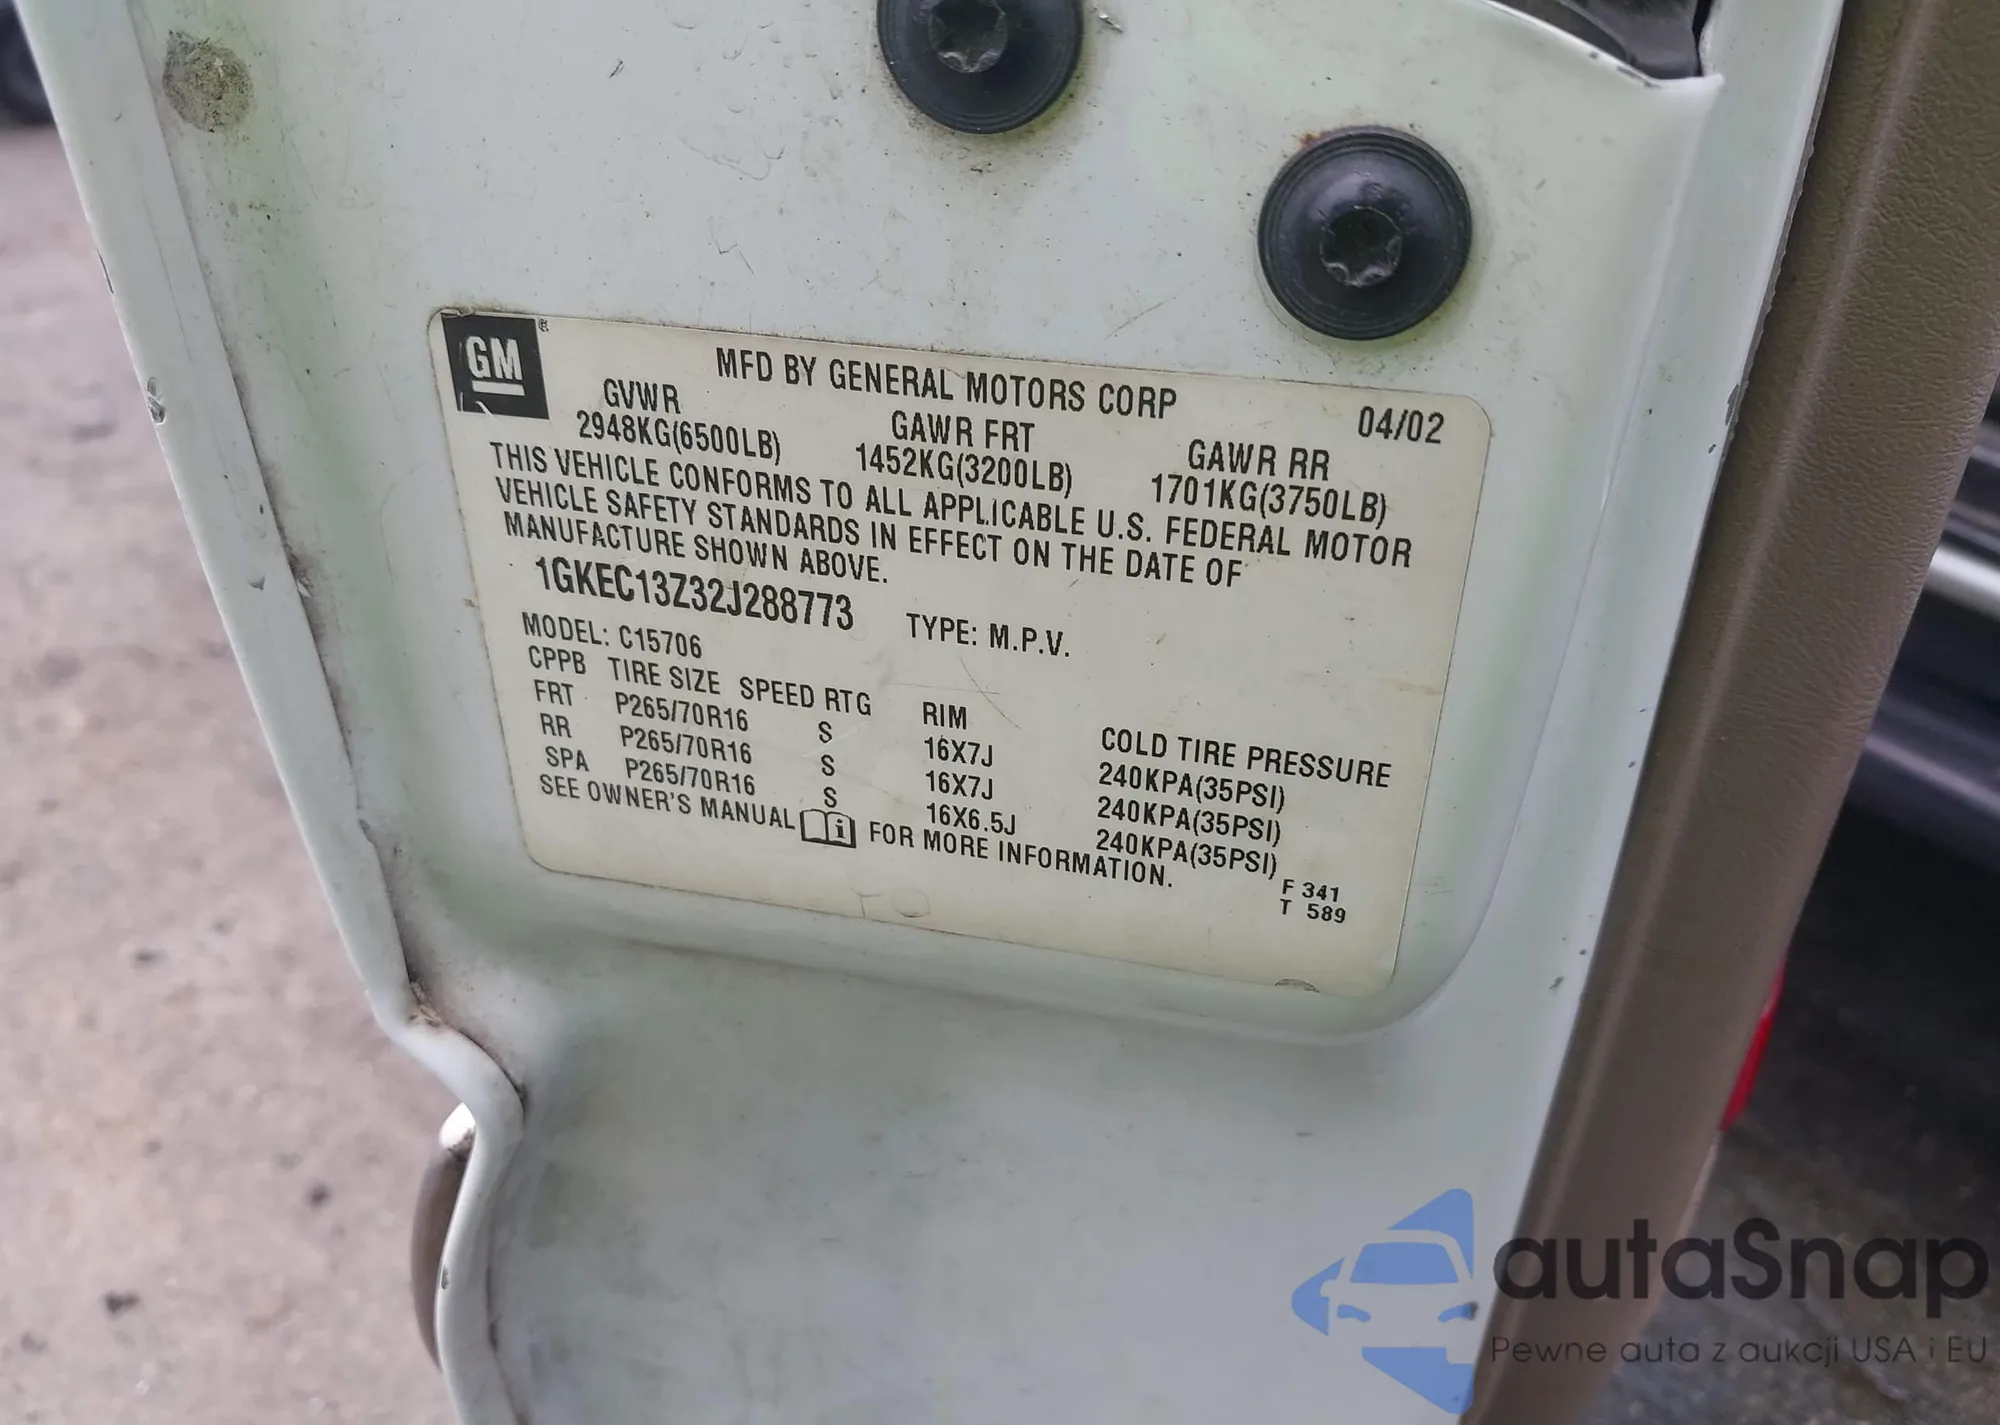 GM ®
MFD BY GENERAL MOTORS CORP 04/02
GVWR GAWR FRT GAWR RR
2948KG(6500LB) 1452KG(3200LB) 1701KG(3750LB)
THIS VEHICLE CONFORMS TO ALL APPLICABLE U.S. FEDERAL MOTOR
VEHICLE SAFETY STANDARDS IN EFFECT ON THE DATE OF
MANUFACTURE SHOWN ABOVE.
1GKEC13Z32J288773 TYPE: M.P.V.
MODEL: C15706
CPPB TIRE SIZE SPEED RTG RIM COLD TIRE PRESSURE
FRT P265/70R16 S 16X7J 240KPA(35PSI)
RR P265/70R16 S 16X7J 240KPA(35PSI)
SPA P265/70R16 S 16X6.5J 240KPA(35PSI)
SEE OWNER'S MANUAL i FOR MORE INFORMATION.
F 341
T 589
autaSnap
Pewne auta z aukcji USA i EU